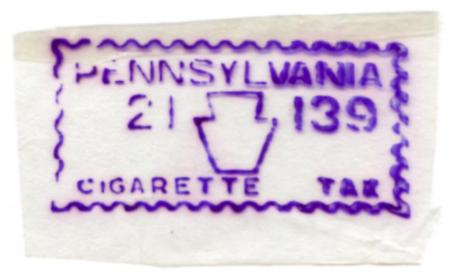 PENNSYLVANIA
21 139
CIGARETTE TAX